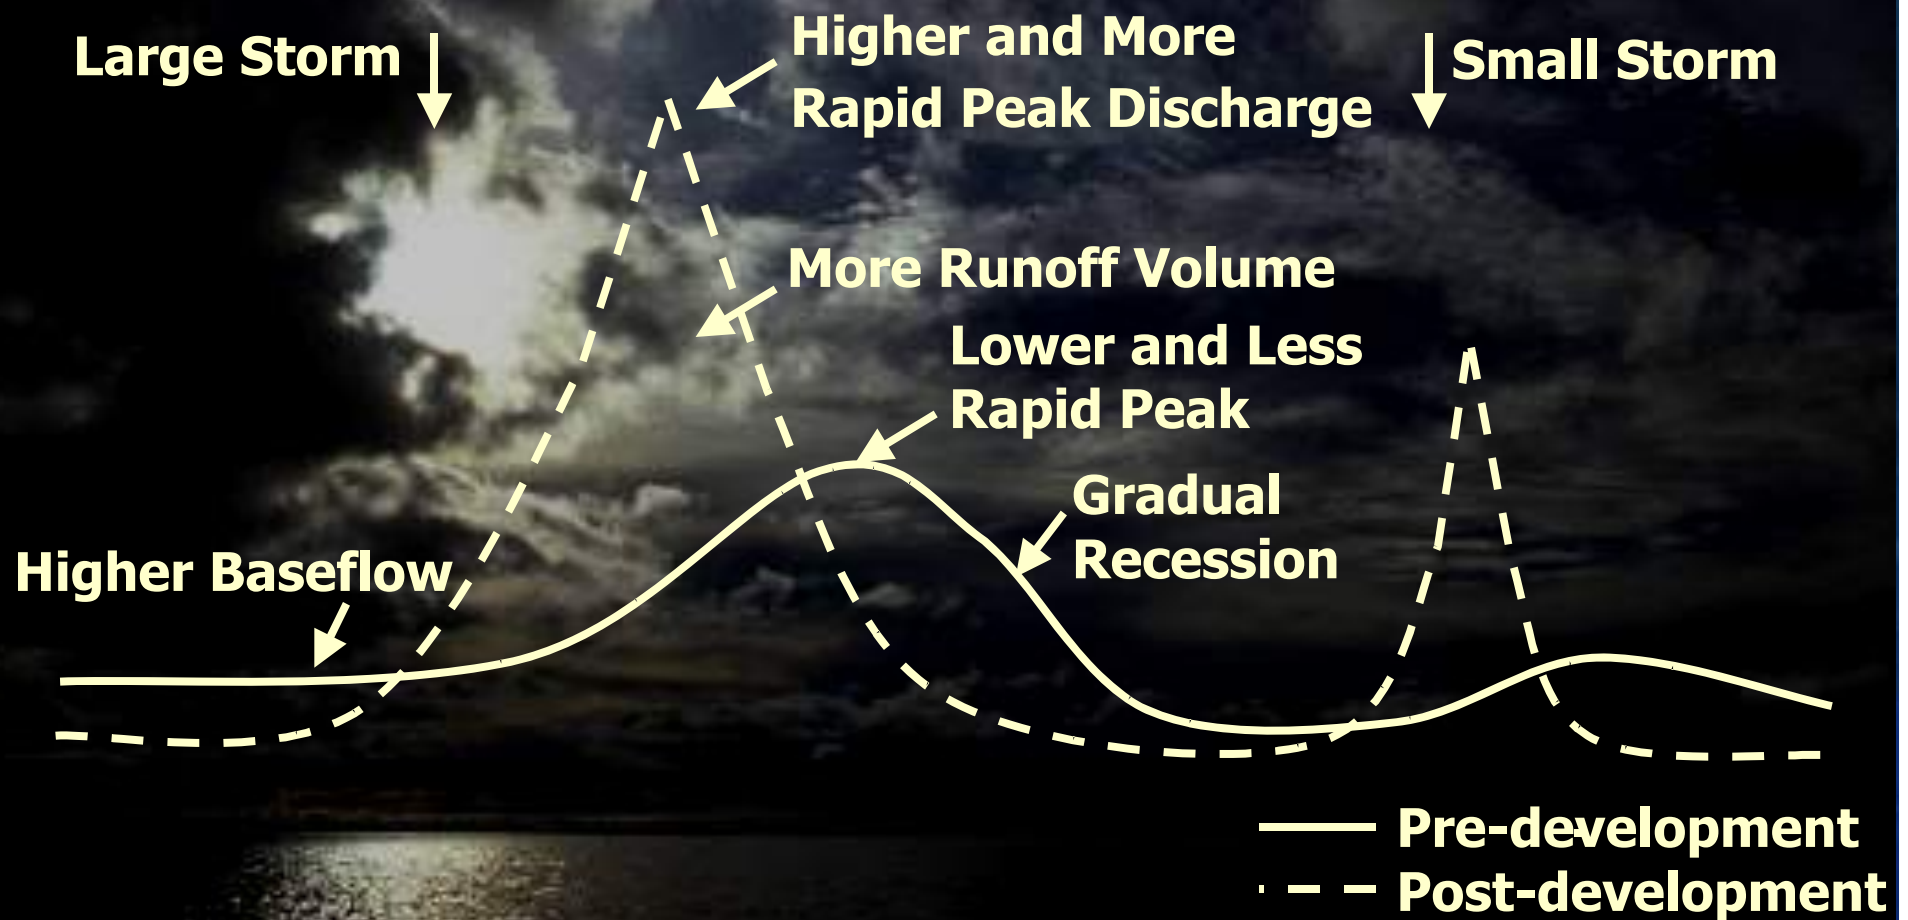 Large Storm
Higher and More
Rapid Peak Discharge
Small Storm
More Runoff Volume
Lower and Less
Rapid Peak
Gradual
Recession
Higher Baseflow
Pre-development
Post-development